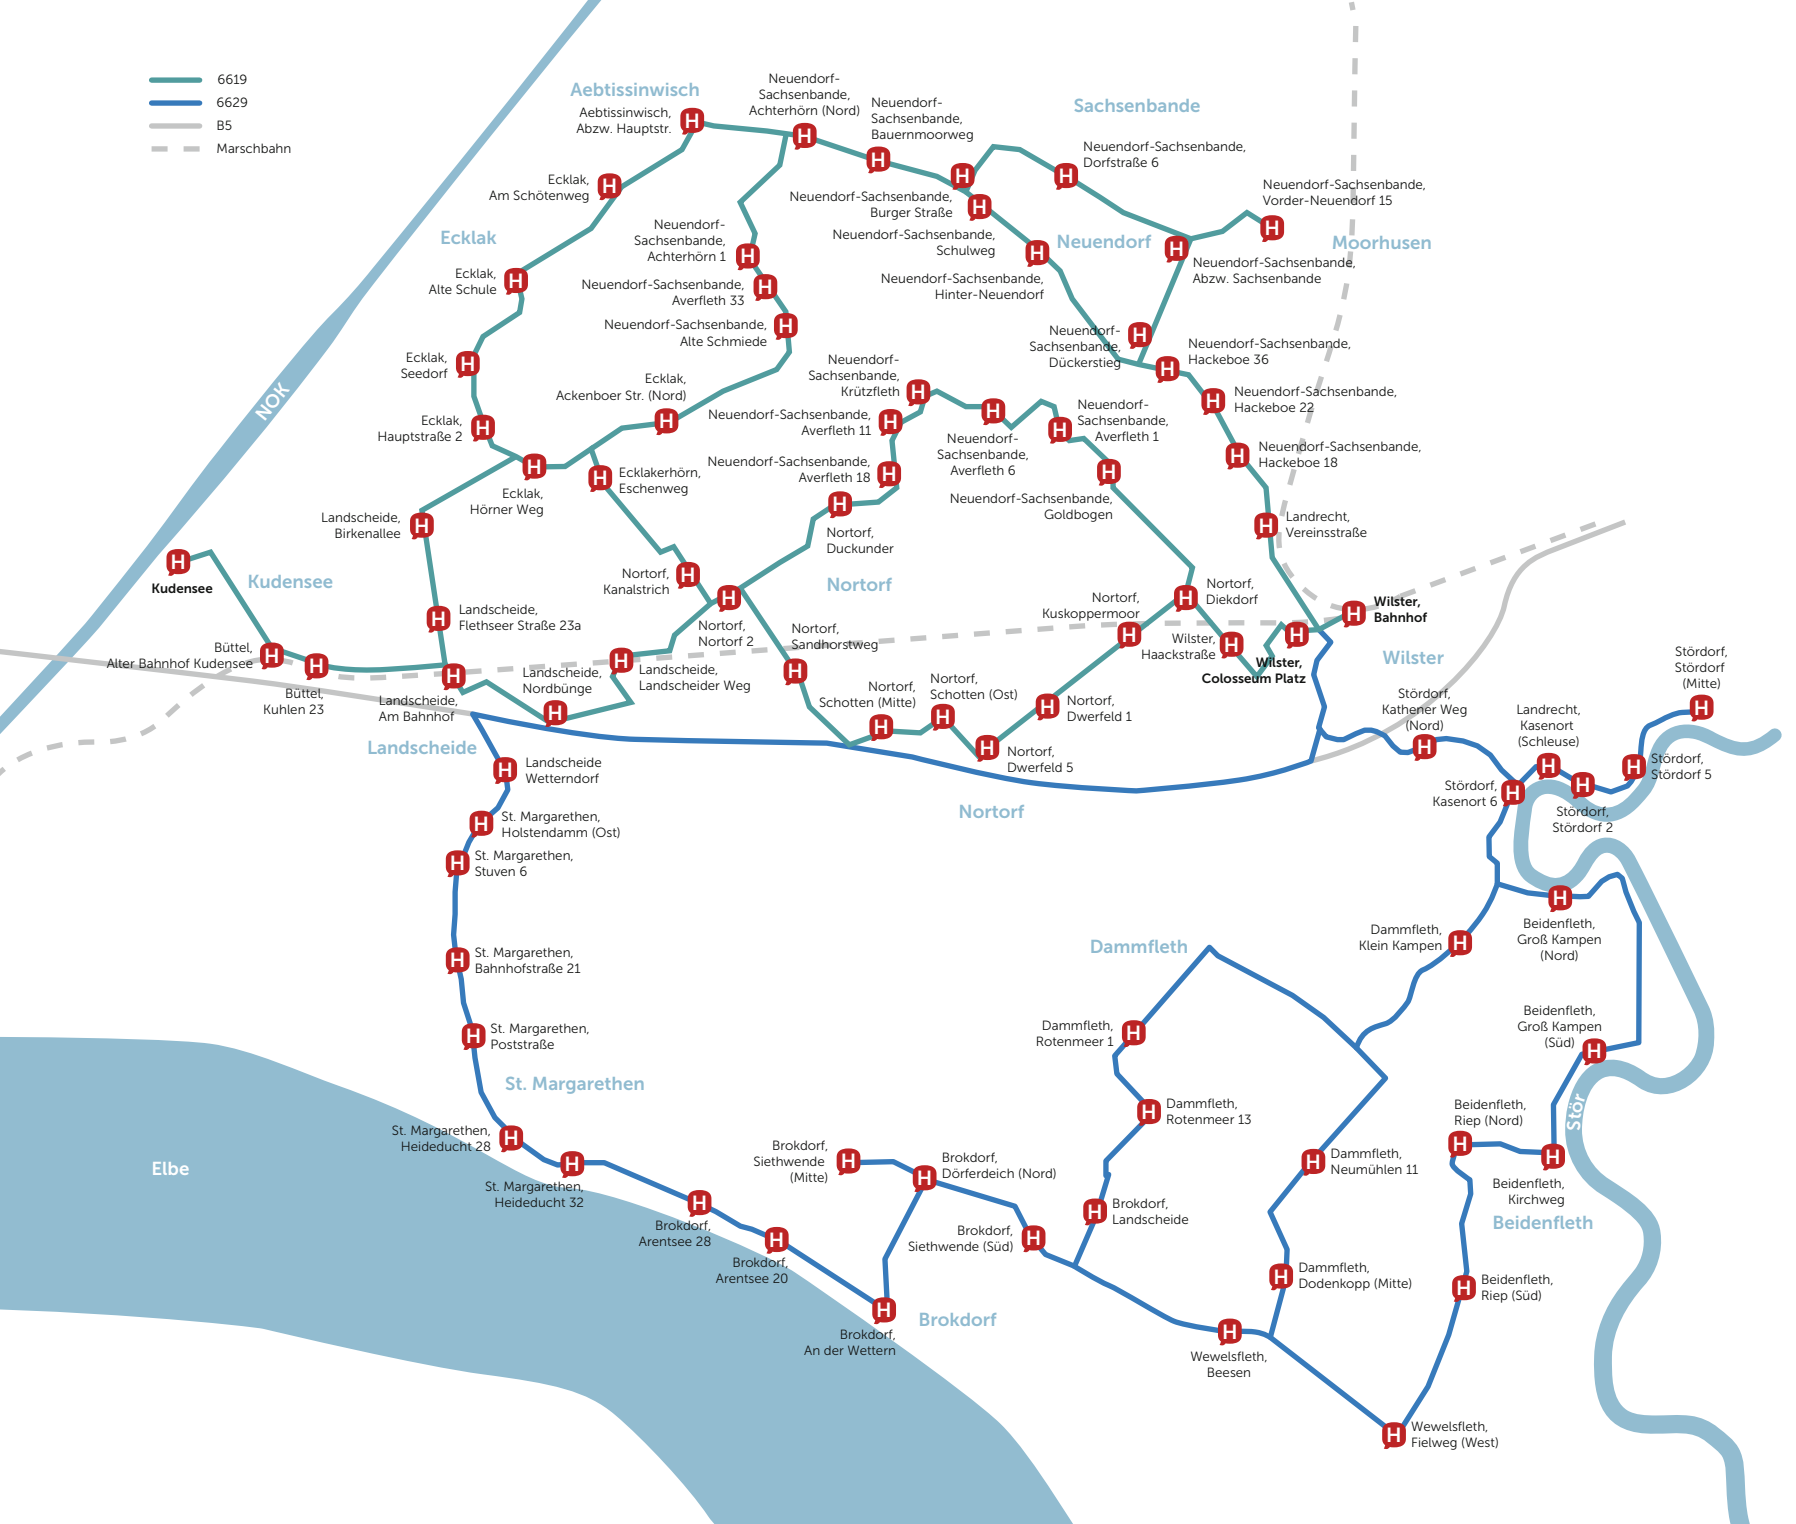 6619
6629
B5
Marschbahn
Aebtissinwisch
Aebtissinwisch,
Abzw. Hauptstr.
Neuendorf-
Sachsenbande,
Achterhörn (Nord)
Neuendorf-
Sachsenbande,
Bauernmoorweg
Sachsenbande
Neuendorf-Sachsenbande,
Dorfstraße 6
Neuendorf-Sachsenbande,
Vorder-Neuendorf 15
Ecklak,
Am Schötenweg
Neuendorf-Sachsenbande,
Burger Straße
Ecklak
Neuendorf-
Sachsenbande,
Achterhörn 1
Neuendorf-Sachsenbande,
Schulweg
Neuendorf
Moorhusen
Neuendorf-Sachsenbande,
Abzw. Sachsenbande
Ecklak,
Alte Schule
Neuendorf-Sachsenbande,
Averfleth 33
Neuendorf-Sachsenbande,
Hinter-Neuendorf
Neuendorf-Sachsenbande,
Alte Schmiede
Neuendorf-
Sachsenbande,
Dückerstieg
Neuendorf-Sachsenbande,
Hackeboe 36
Ecklak,
Seedorf
Neuendorf-
Sachsenbande,
Krützfleth
Ecklak,
Ackenboer Str. (Nord)
Neuendorf-Sachsenbande,
Hackeboe 22
NOK
Ecklak,
Hauptstraße 2
Neuendorf-Sachsenbande,
Averfleth 11
Neuendorf-
Sachsenbande,
Averfleth 1
Neuendorf-
Sachsenbande,
Averfleth 6
Neuendorf-Sachsenbande,
Hackeboe 18
Ecklakerhörn,
Eschenweg
Neuendorf-Sachsenbande,
Averfleth 18
Ecklak,
Hörner Weg
Neuendorf-Sachsenbande,
Goldbogen
Landscheide,
Birkenallee
Landrecht,
Vereinsstraße
Nortorf,
Duckunder
Kudensee
Kudensee
Nortorf,
Kanalstrich
Nortorf
Nortorf,
Diekdorf
Nortorf,
Kuskoppermoor
Wilster,
Bahnhof
Landscheide,
Flethseer Straße 23a
Nortorf,
Nortorf 2
Nortorf,
Sandhorstweg
Wilster,
Haackstraße
Büttel,
Alter Bahnhof Kudensee
Wilster,
Colosseum Platz
Wilster
Landscheide,
Nordbünge
Landscheide,
Landscheider Weg
Stördorf,
Stördorf
(Mitte)
Büttel,
Kuhlen 23
Landscheide,
Am Bahnhof
Nortorf,
Schotten (Mitte)
Nortorf,
Schotten (Ost)
Nortorf,
Dwerfeld 1
Stördorf,
Kathener Weg
(Nord)
Landrecht,
Kasenort
(Schleuse)
Landscheide
Nortorf,
Dwerfeld 5
Landscheide
Wetterndorf
Stördorf,
Stördorf 5
Stördorf,
Kasenort 6
Nortorf
Stördorf,
Stördorf 2
St. Margarethen,
Holstendamm (Ost)
St. Margarethen,
Stuven 6
Dammfleth,
Klein Kampen
Beidenfleth,
Groß Kampen
(Nord)
Dammfleth
St. Margarethen,
Bahnhofstraße 21
Beidenfleth,
Groß Kampen
(Süd)
Dammfleth,
Rotenmeer 1
St. Margarethen,
Poststraße
St. Margarethen
Stör
Dammfleth,
Rotenmeer 13
Beidenfleth,
Riep (Nord)
St. Margarethen,
Heideducht 28
Brokdorf,
Siethwende
(Mitte)
Brokdorf,
Dörferdeich (Nord)
Dammfleth,
Neumühlen 11
Elbe
St. Margarethen,
Heideducht 32
Beidenfleth,
Kirchweg
Brokdorf,
Landscheide
Beidenfleth
Brokdorf,
Arentsee 28
Brokdorf,
Siethwende (Süd)
Brokdorf,
Arentsee 20
Dammfleth,
Dodenkopp (Mitte)
Beidenfleth,
Riep (Süd)
Brokdorf
Brokdorf,
An der Wettern
Wewelsfleth,
Beesen
Wewelsfleth,
Fielweg (West)